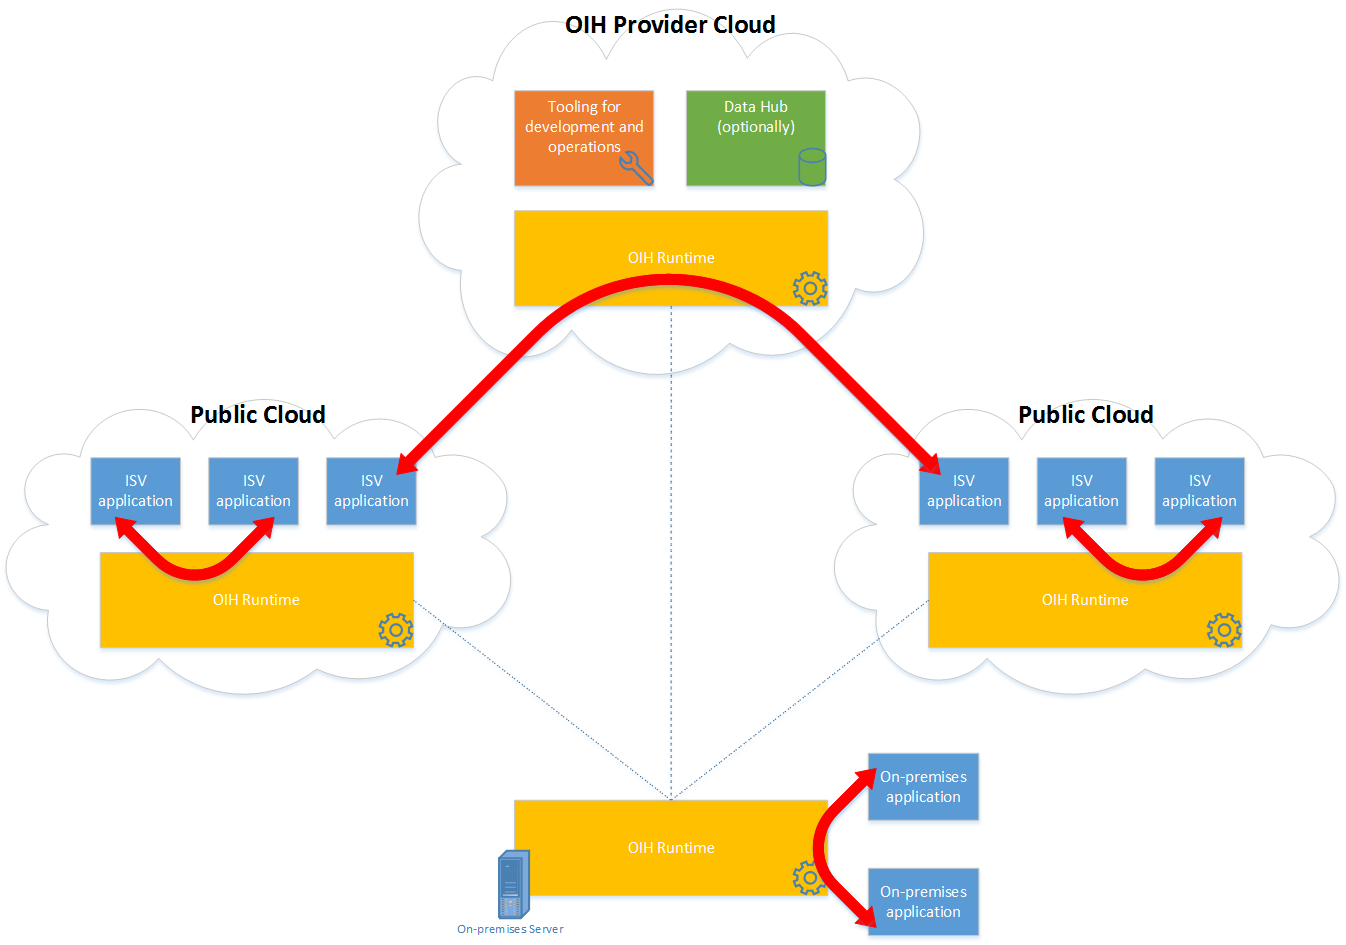 OIH Provider Cloud
Tooling for
development and
operations
Data Hub
(optionally)
OIH Runtime
Public Cloud
ISV
application
ISV
application
ISV
application
OIH Runtime
Public Cloud
ISV
application
ISV
application
ISV
application
OIH Runtime
On-premises
application
OIH Runtime
On-premises
application
On-premises Server